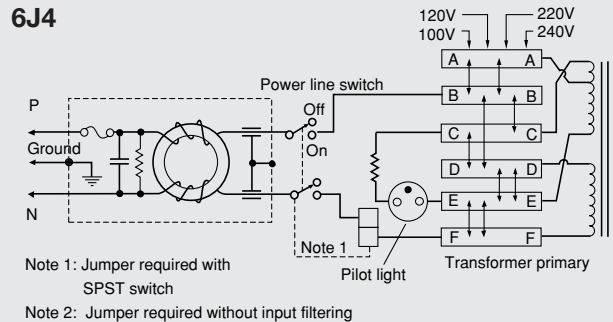 6J4
120V 220V
100V 240V
A A
Power line switch
B B
P Off
C C
Ground On
D D
E E
N
Note 1 F F
Note 1: Jumper required with Pilot light Transformer primary
SPST switch
Note 2: Jumper required without input filtering